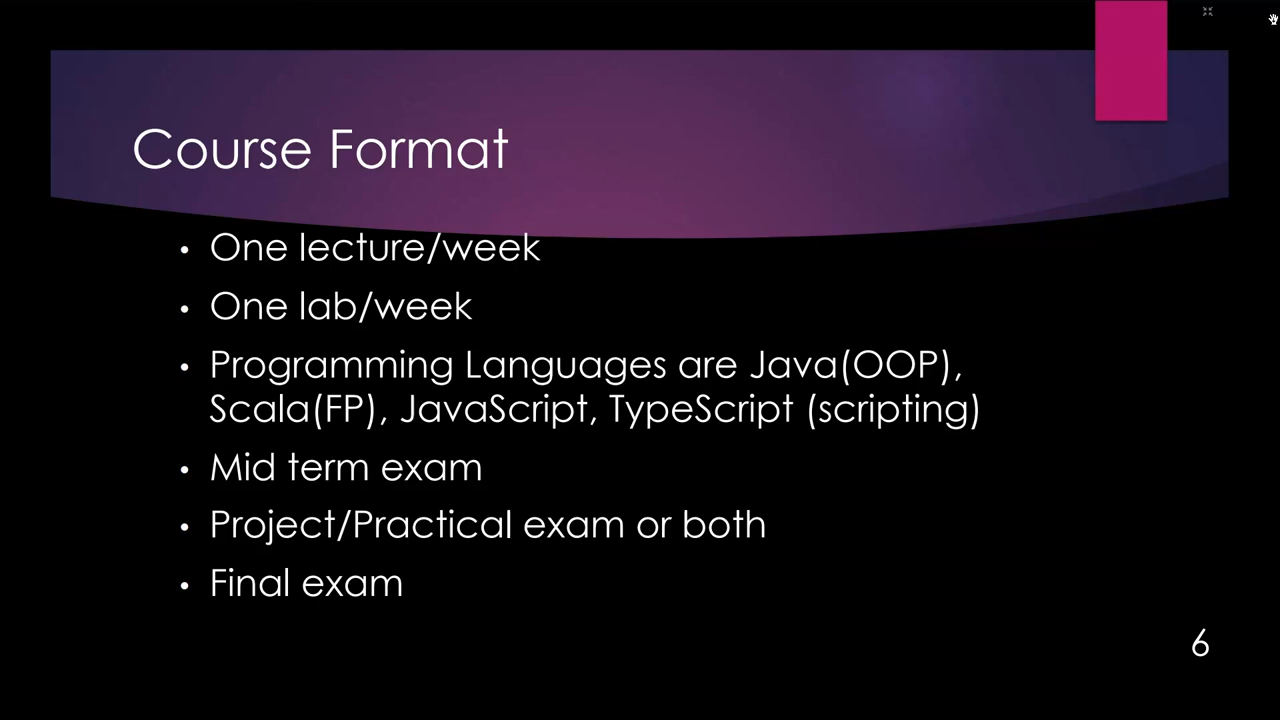 Course Format
• One lecture/week
• One lab/week
• Programming Languages are Java(OOP),
Scala(FP), JavaScript, TypeScript (scripting)
• Mid term exam
• Project/Practical exam or both
• Final exam
6